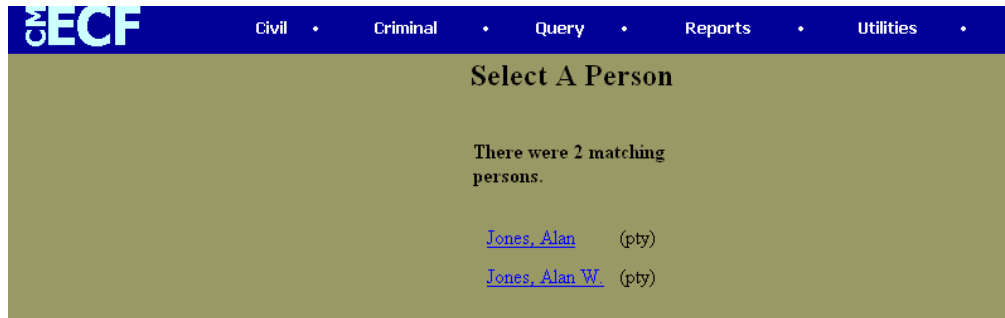 CM ECF Civil • Criminal • Query • Reports • Utilities •
Select A Person
There were 2 matching
persons.
Jones, Alan (pty)
Jones, Alan W. (pty)